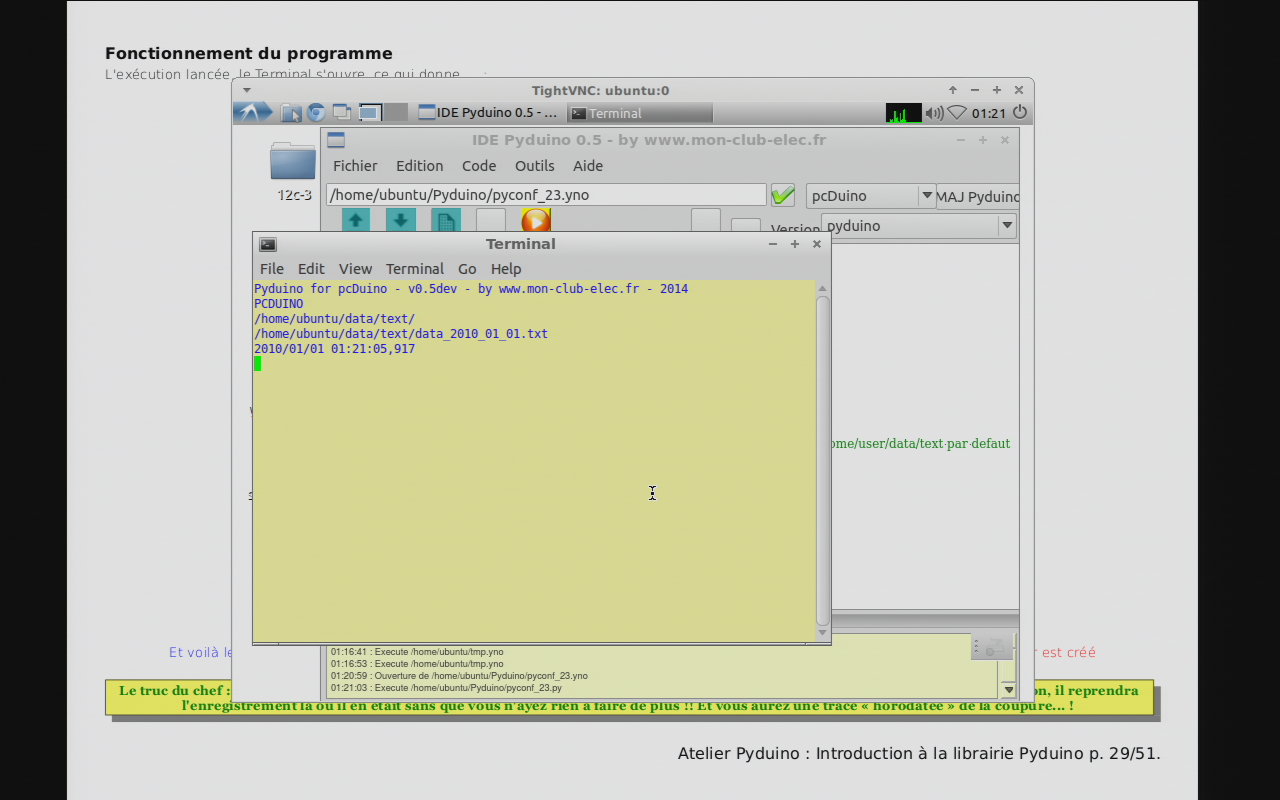 Fonctionnement du programme
L'exécution lancée, le Terminal s'ouvre, ce qui donne
TightVNC: ubuntu:0
IDE Pyduino 0.5 - ...
Terminal
01:21
12c-3
IDE Pyduino 0.5 - by www.mon-club-elec.fr
Fichier Edition Code Outils Aide
/home/ubuntu/Pyduino/pyconf_23.yno
pcDuino
MAJ Pyduino
Version
pyduino
Terminal
File Edit View Terminal Go Help
Pyduino for pcDuino - v0.5dev - by www.mon-club-elec.fr - 2014
PCDUINO
/home/ubuntu/data/text/
/home/ubuntu/data/text/data_2010_01_01.txt
2010/01/01 01:21:05,917
ome/user/data/text·par·defaut
Et voilà le
r est créé
01:16:41 : Execute /home/ubuntu/tmp.yno
01:16:53 : Execute /home/ubuntu/tmp.yno
01:20:59 : Ouverture de /home/ubuntu/Pyduino/pyconf_23.yno
01:21:03 : Execute /home/ubuntu/Pyduino/pyconf_23.py
Le truc du chef :
on, il reprendra
l'enregistrement là où il en était sans que vous n'ayez rien à faire de plus !! Et vous aurez une trace « horodatée » de la coupure... !
Atelier Pyduino : Introduction à la librairie Pyduino p. 29/51.